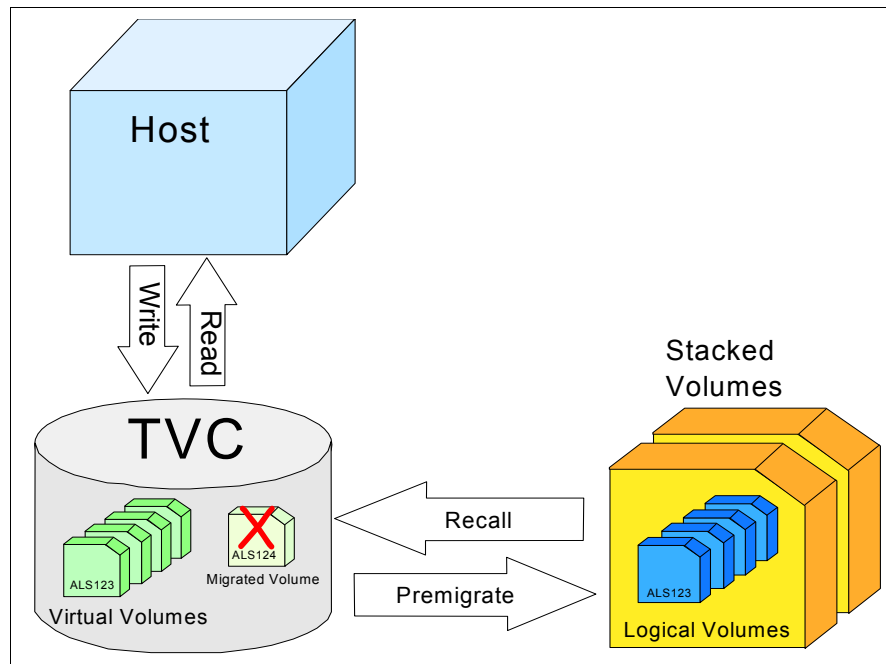 Host
Write
Read
Stacked
Volumes
TVC
ALS123
Virtual Volumes
ALS124
Migrated Volume
Recall
Premigrate
ALS123
Logical Volumes